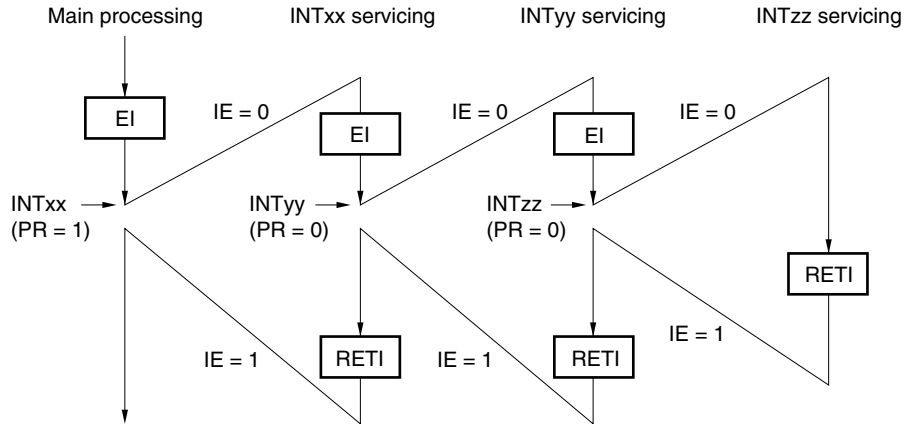 Main processing
INTxx servicing
INTyy servicing
INTzz servicing
EI
IE = 0
EI
IE = 0
EI
IE = 0
INTxx
(PR = 1)
INTyy
(PR = 0)
INTzz
(PR = 0)
RETI
IE = 1
RETI
IE = 1
RETI
IE = 1